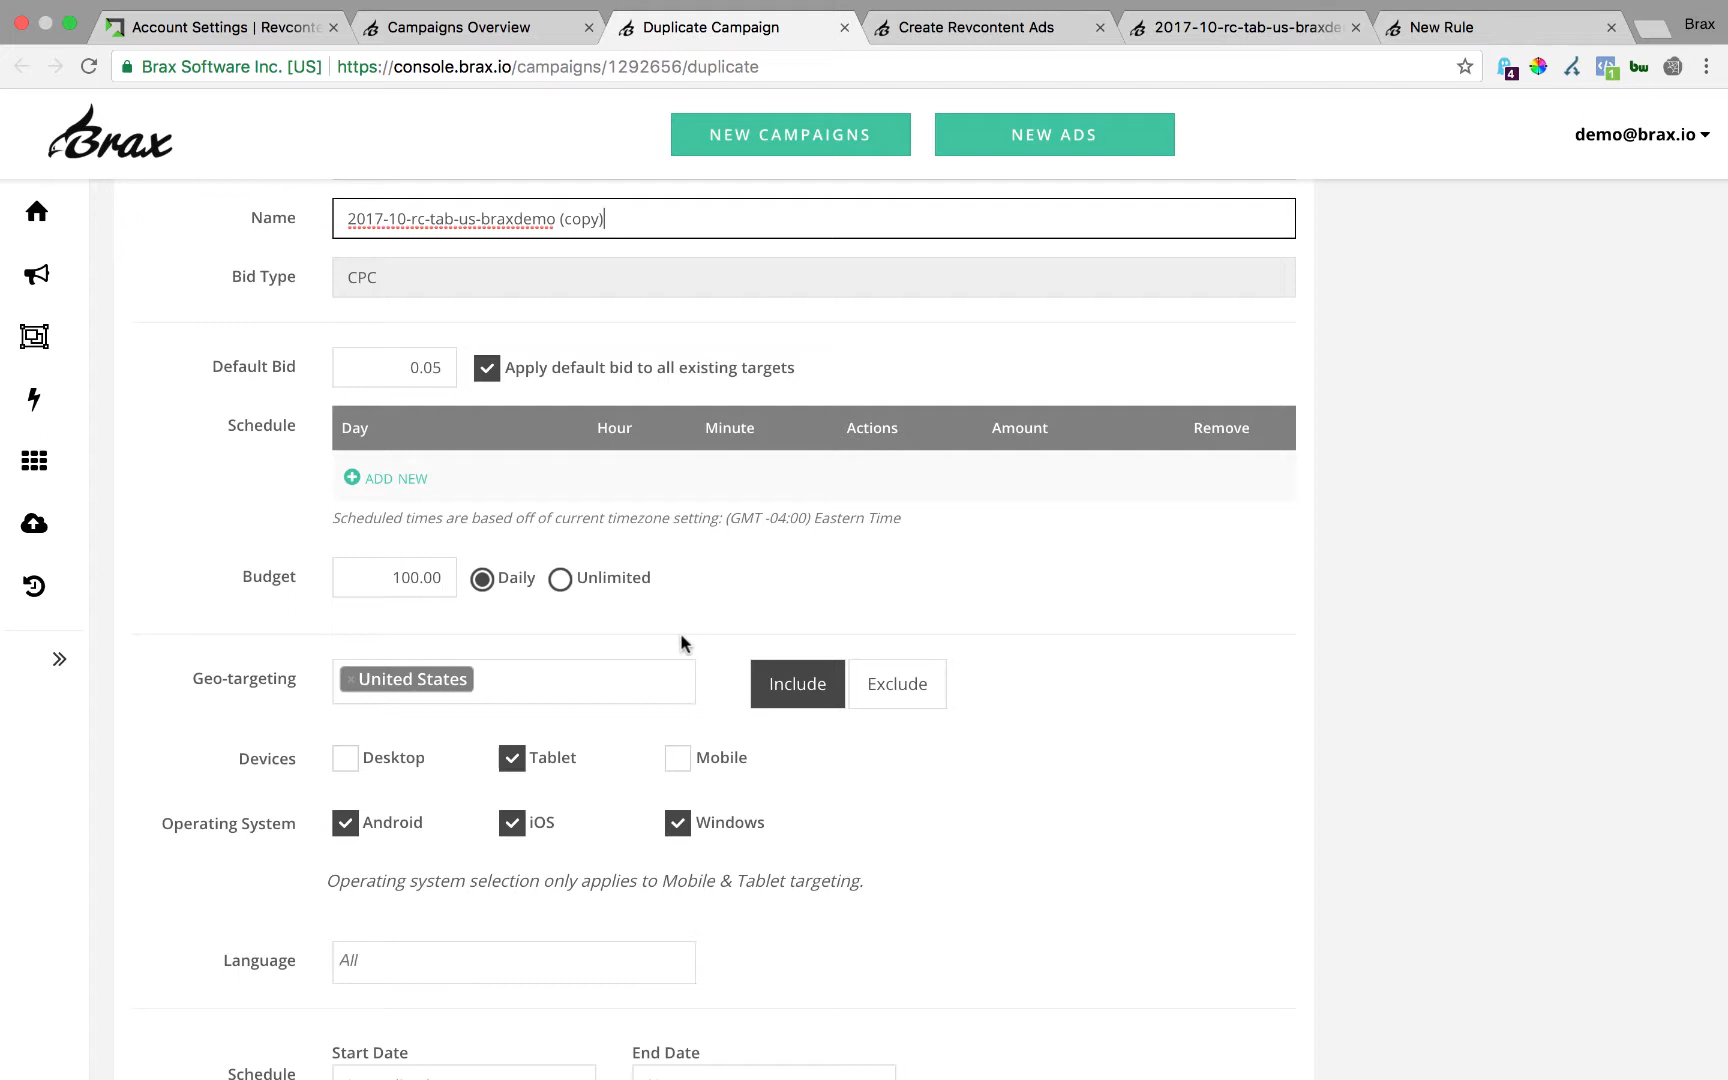 Account Settings | Revconte
Campaigns Overview
Duplicate Campaign
Create Revcontent Ads
2017-10-rc-tab-us-braxde
New Rule
Brax
Brax Software Inc. [US] https://console.brax.io/campaigns/1292656/duplicate
4
1
bw
Brax
NEW CAMPAIGNS
NEW ADS
demo@brax.io
Name
2017-10-rc-tab-us-braxdemo (copy)
Bid Type
CPC
Default Bid
0.05
Apply default bid to all existing targets
Schedule
Day Hour Minute Actions Amount Remove
ADD NEW
Scheduled times are based off of current timezone setting: (GMT -04:00) Eastern Time
Budget
100.00
Daily
Unlimited
Geo-targeting
× United States
Include
Exclude
Devices
Desktop
Tablet
Mobile
Operating System
Android
iOS
Windows
Operating system selection only applies to Mobile & Tablet targeting.
Language
All
Start Date
End Date
Schedule